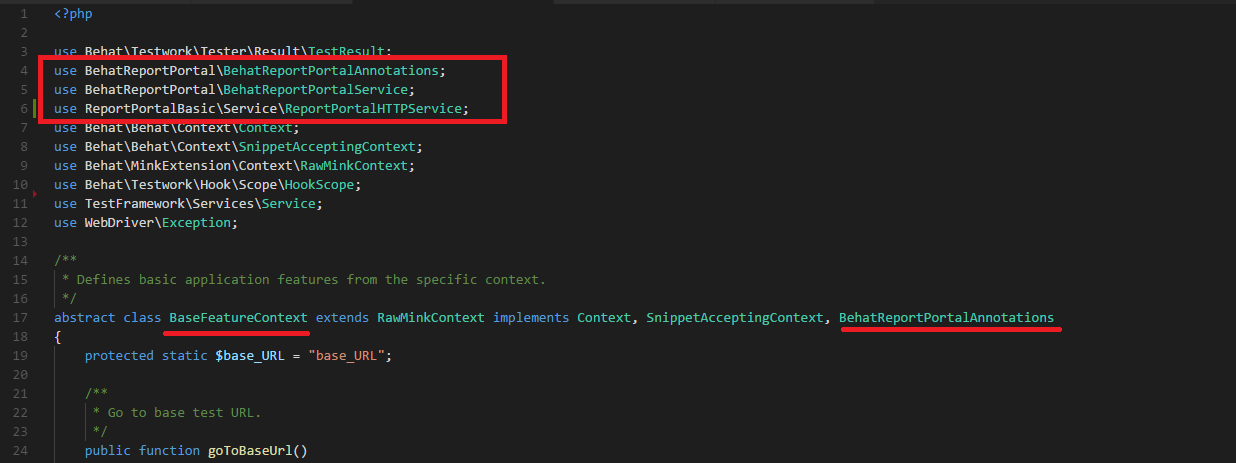 1 <?php
2
3 use Behat\Testwork\Tester\Result\TestResult;
4 use BehatReportPortal\BehatReportPortalAnnotations;
5 use BehatReportPortal\BehatReportPortalService;
6 use ReportPortalBasic\Service\ReportPortalHTTPService;
7 use Behat\Behat\Context\Context;
8 use Behat\Behat\Context\SnippetAcceptingContext;
9 use Behat\MinkExtension\Context\RawMinkContext;
10 use Behat\Testwork\Hook\Scope\HookScope;
11 use TestFramework\Services\Service;
12 use WebDriver\Exception;
13
14 /**
15  * Defines basic application features from the specific context.
16  */
17 abstract class BaseFeatureContext extends RawMinkContext implements Context, SnippetAcceptingContext, BehatReportPortalAnnotations
18 {
19     protected static $base_URL = "base_URL";
20
21     /**
22      * Go to base test URL.
23      */
24     public function goToBaseUrl()